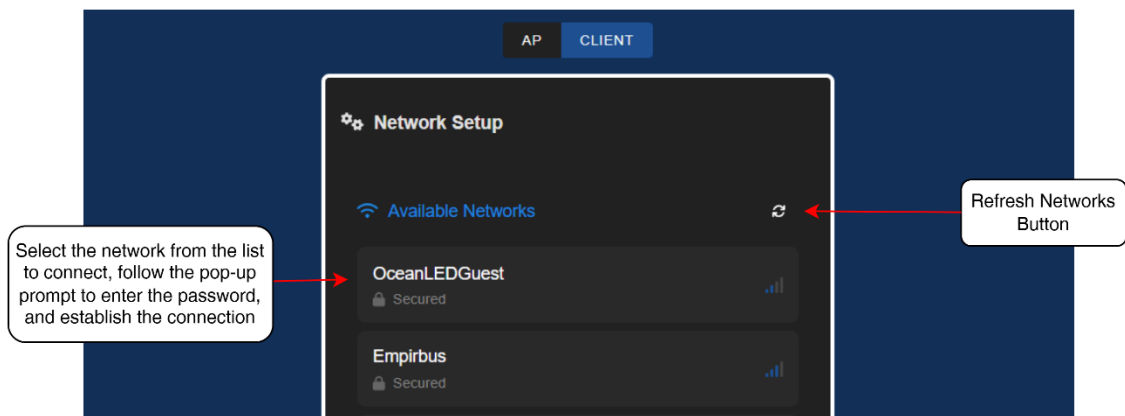 AP
CLIENT
Network Setup
Available Networks
Refresh Networks
Button
Select the network from the list
to connect, follow the pop-up
prompt to enter the password,
and establish the connection
OceanLEDGuest
Secured
Empirbus
Secured